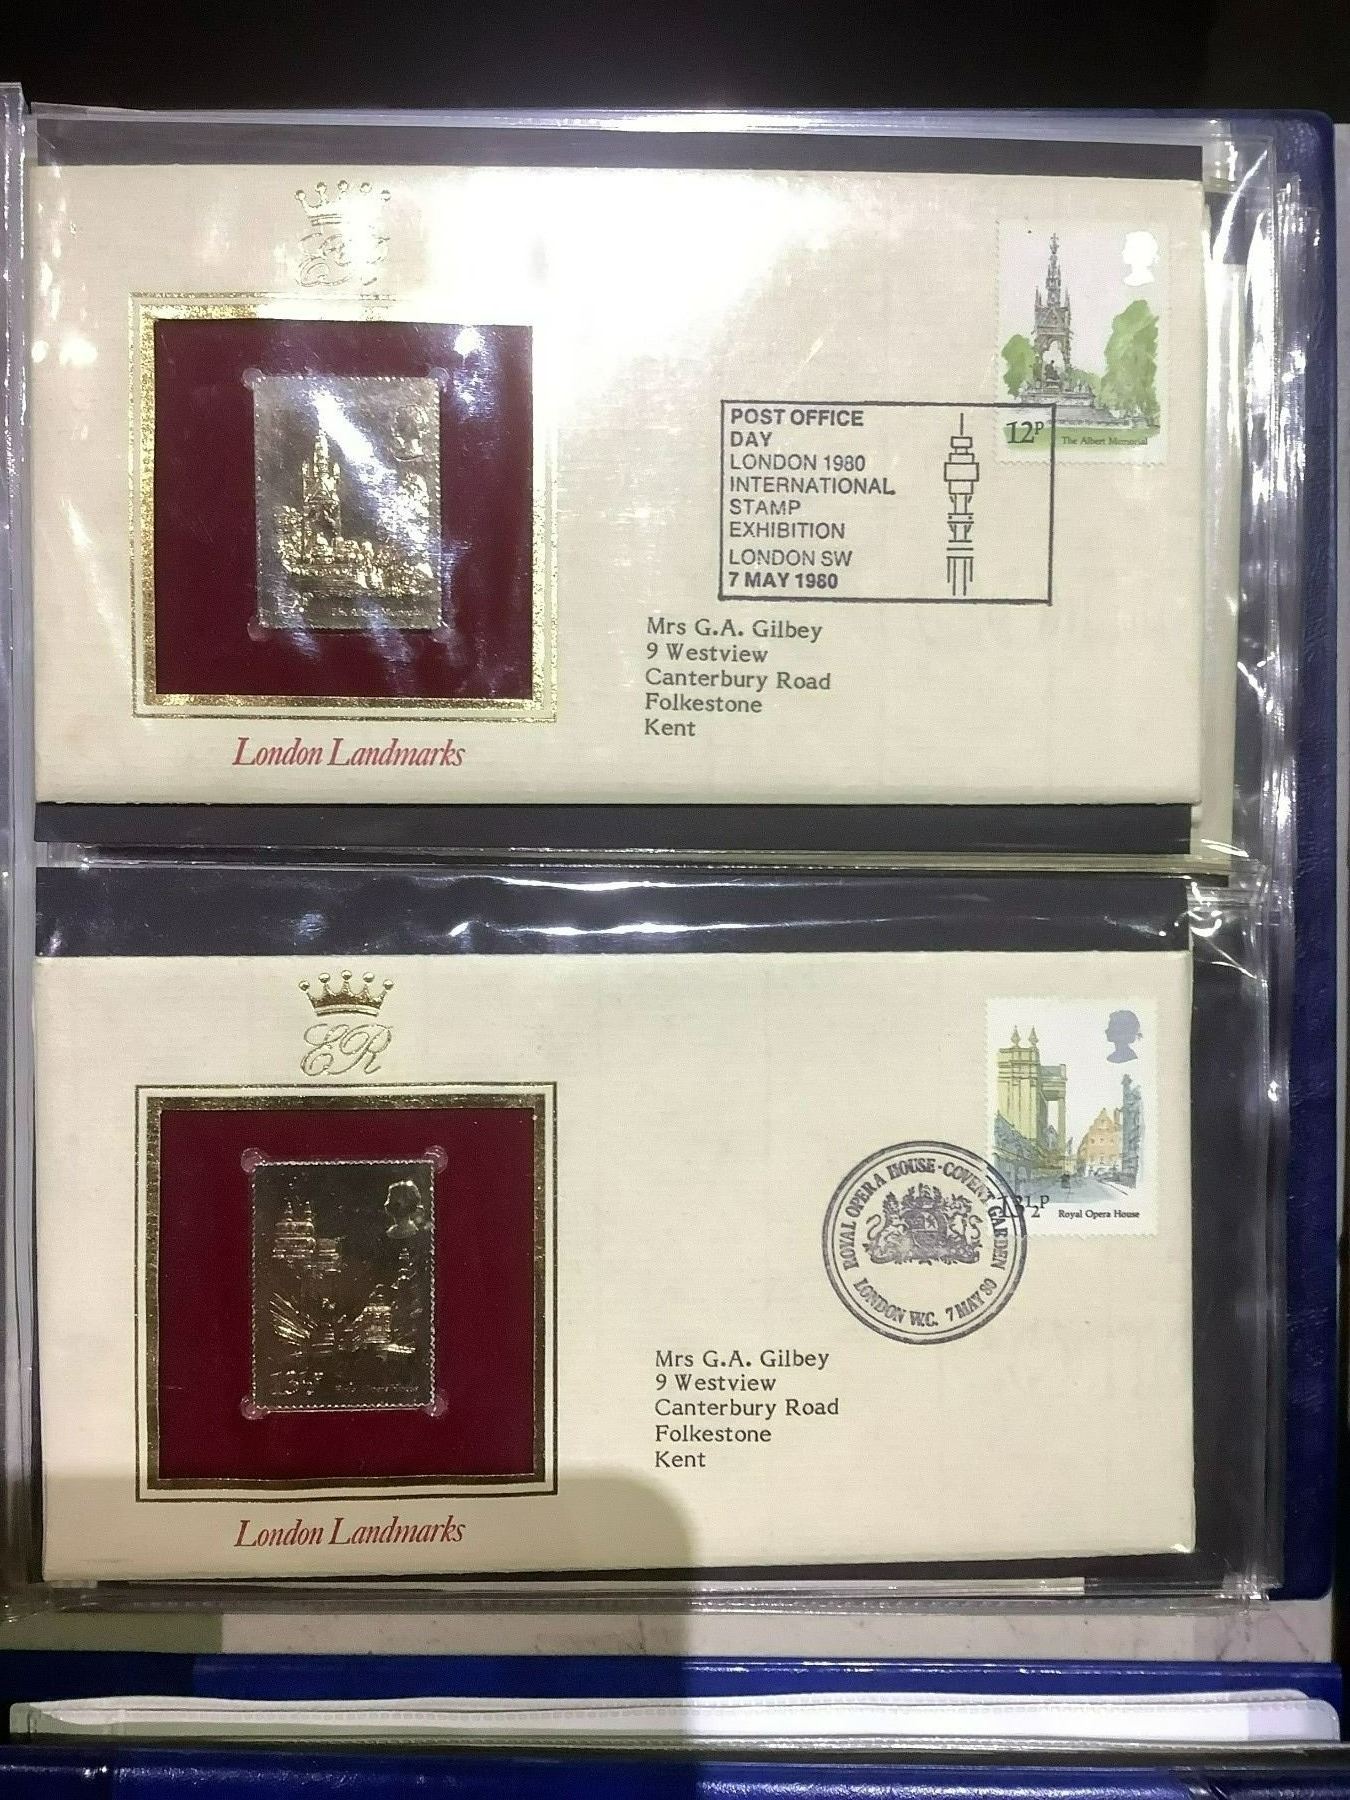 ER
12P
The Albert Memorial
POST OFFICE
DAY
LONDON 1980
INTERNATIONAL
STAMP
EXHIBITION
LONDON SW
7 MAY 1980
Mrs G.A. Gilbey
9 Westview
Canterbury Road
Folkestone
Kent
London Landmarks
ER
13½P
Royal Opera House
ROYAL OPERA HOUSE · COVENT GARDEN
LONDON W.C. 7 MAY 80
13½P
Mrs G.A. Gilbey
9 Westview
Canterbury Road
Folkestone
Kent
London Landmarks